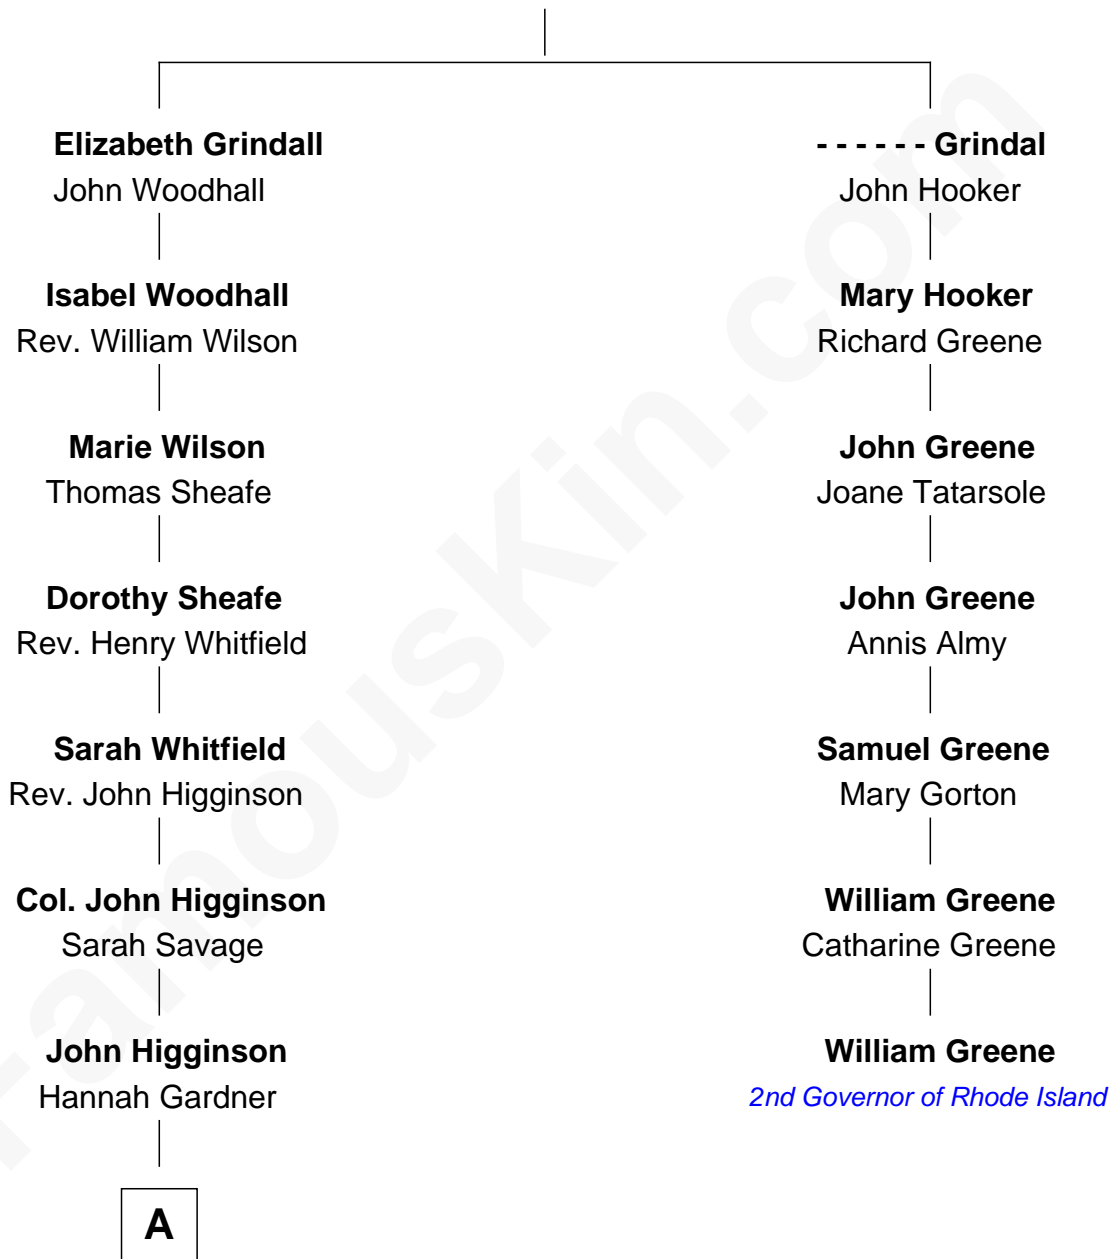 Elizabeth Grindall
John Woodhall
Isabel Woodhall
Rev. William Wilson
Marie Wilson
Thomas Sheafe
Dorothy Sheafe
Rev. Henry Whitfield
Sarah Whitfield
Rev. John Higginson
Col. John Higginson
Sarah Savage
John Higginson
Hannah Gardner
A
- - - - - - Grindal
John Hooker
Mary Hooker
Richard Greene
John Greene
Joane Tatarsole
John Greene
Annis Almy
Samuel Greene
Mary Gorton
William Greene
Catharine Greene
William Greene
2nd Governor of Rhode Island
FamousKin.com